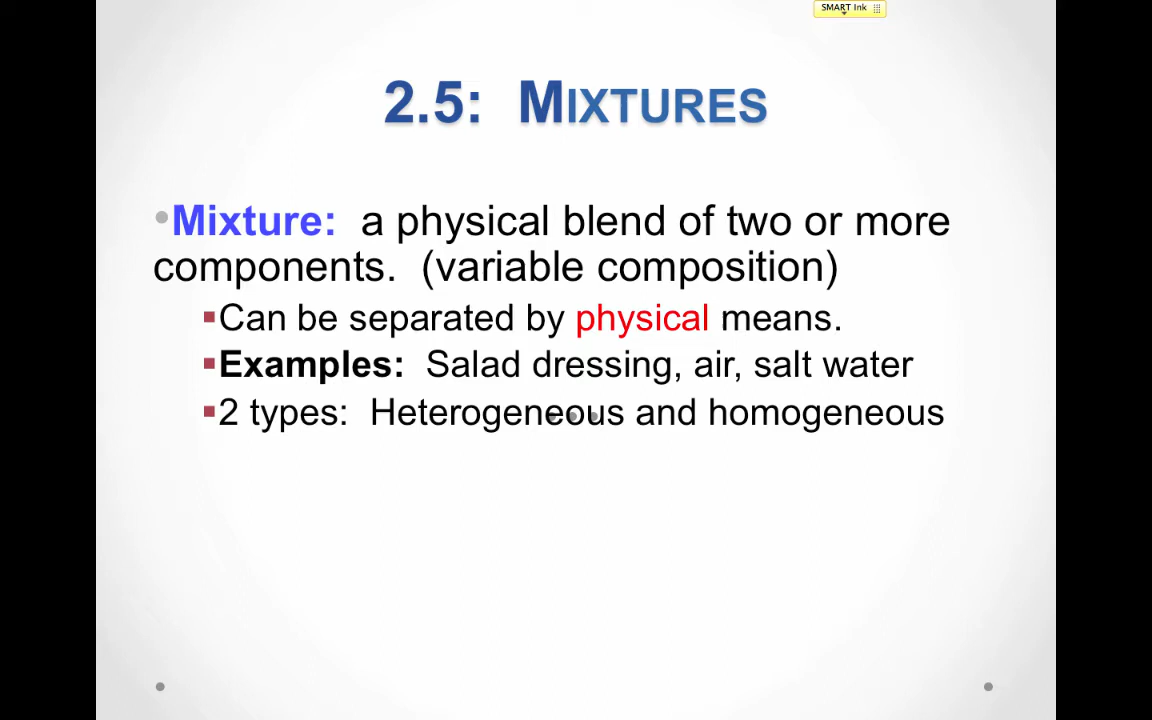 SMART Ink
2.5: MIXTURES
•Mixture: a physical blend of two or more
components. (variable composition)
▪Can be separated by physical means.
▪Examples: Salad dressing, air, salt water
▪2 types: Heterogeneous and homogeneous